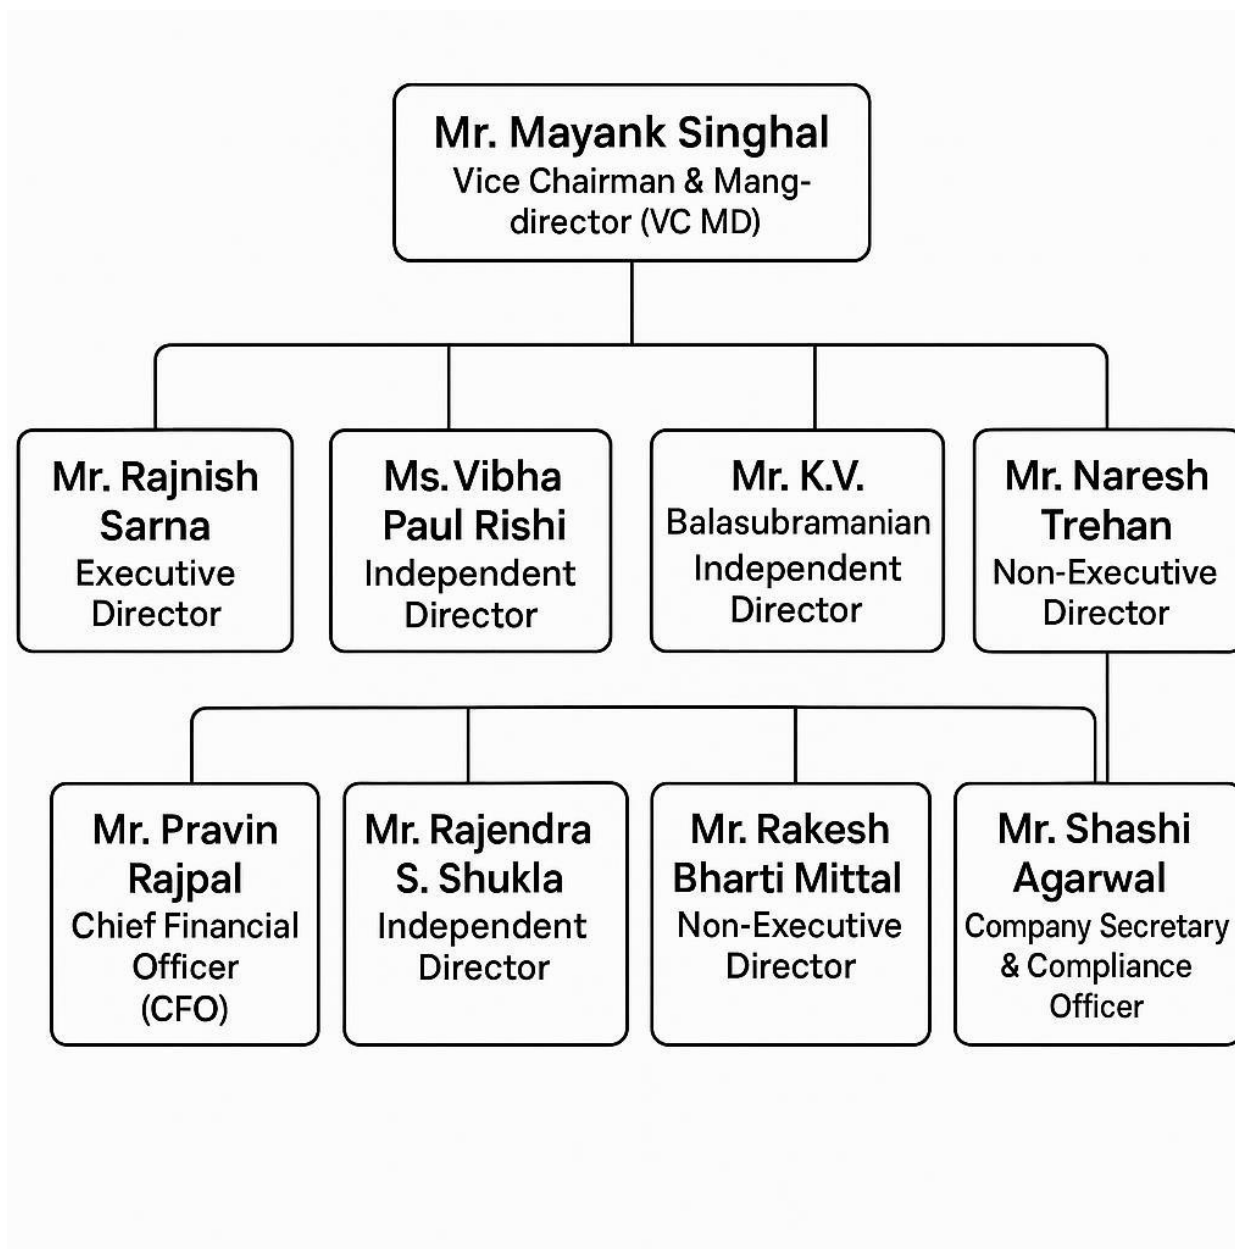 Mr. Mayank Singhal
Vice Chairman & Mang-
director (VC MD)
Mr. Rajnish
Sarna
Executive
Director
Ms. Vibha
Paul Rishi
Independent
Director
Mr. K.V.
Balasubramanian
Independent
Director
Mr. Naresh
Trehan
Non-Executive
Director
Mr. Pravin
Rajpal
Chief Financial
Officer
(CFO)
Mr. Rajendra
S. Shukla
Independent
Director
Mr. Rakesh
Bharti Mittal
Non-Executive
Director
Mr. Shashi
Agarwal
Company Secretary
& Compliance
Officer